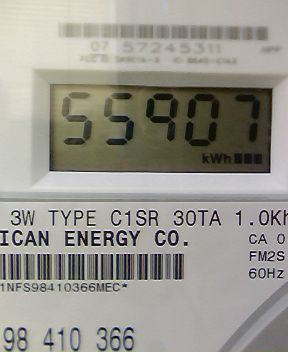 07 57245311
55907
kWh
3W TYPE C1SR 30TA 1.0Kh
ICAN ENERGY CO.
CA 0
FM2S
60Hz
1NFS98410366MEC*
98 410 366